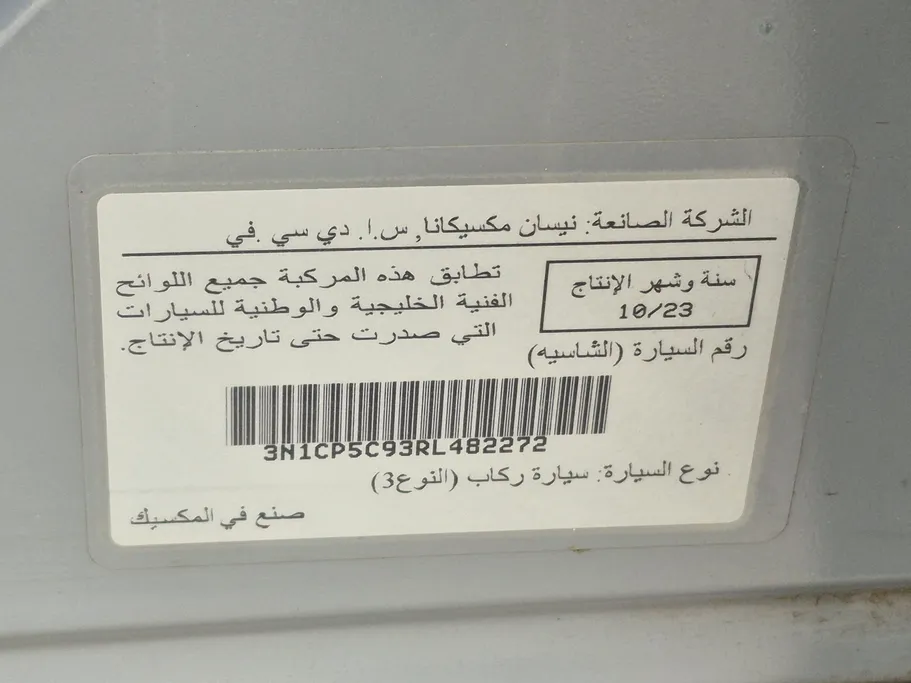 الشركة الصانعة: نيسان مكسيكانا, س.ا. دي سي .في
سنة وشهر الإنتاج
10/23
تطابق هذه المركبة جميع اللوائح
الفنية الخليجية والوطنية للسيارات
التي صدرت حتى تاريخ الإنتاج.
رقم السيارة (الشاسيه)
3N1CP5C93RL482272
نوع السيارة: سيارة ركاب (النوع3)
صنع في المكسيك